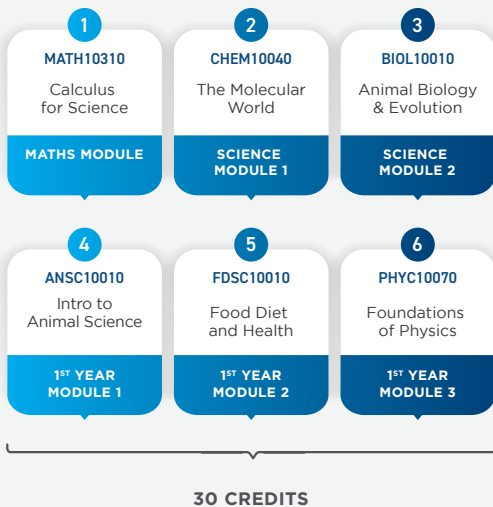 1
MATH10310
Calculus
for Science
MATHS MODULE
2
CHEM10040
The Molecular
World
SCIENCE
MODULE 1
3
BIOL10010
Animal Biology
& Evolution
SCIENCE
MODULE 2
4
ANSC10010
Intro to
Animal Science
1ST YEAR
MODULE 1
5
FDSC10010
Food Diet
and Health
1ST YEAR
MODULE 2
6
PHYC10070
Foundations
of Physics
1ST YEAR
MODULE 3
30 CREDITS